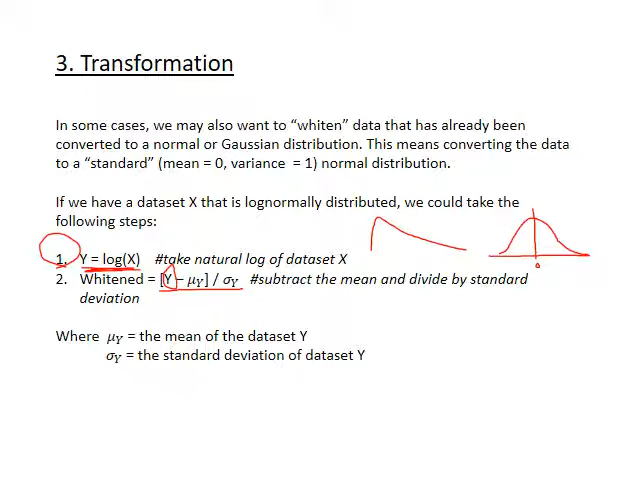 3. Transformation
In some cases, we may also want to “whiten” data that has already been
converted to a normal or Gaussian distribution. This means converting the data
to a “standard” (mean = 0, variance = 1) normal distribution.
If we have a dataset X that is lognormally distributed, we could take the
following steps:
1. Y = log(X) #take natural log of dataset X
2. Whitened = [Y – μY] / σY #subtract the mean and divide by standard
deviation
0
Where μY = the mean of the dataset Y
σY = the standard deviation of dataset Y